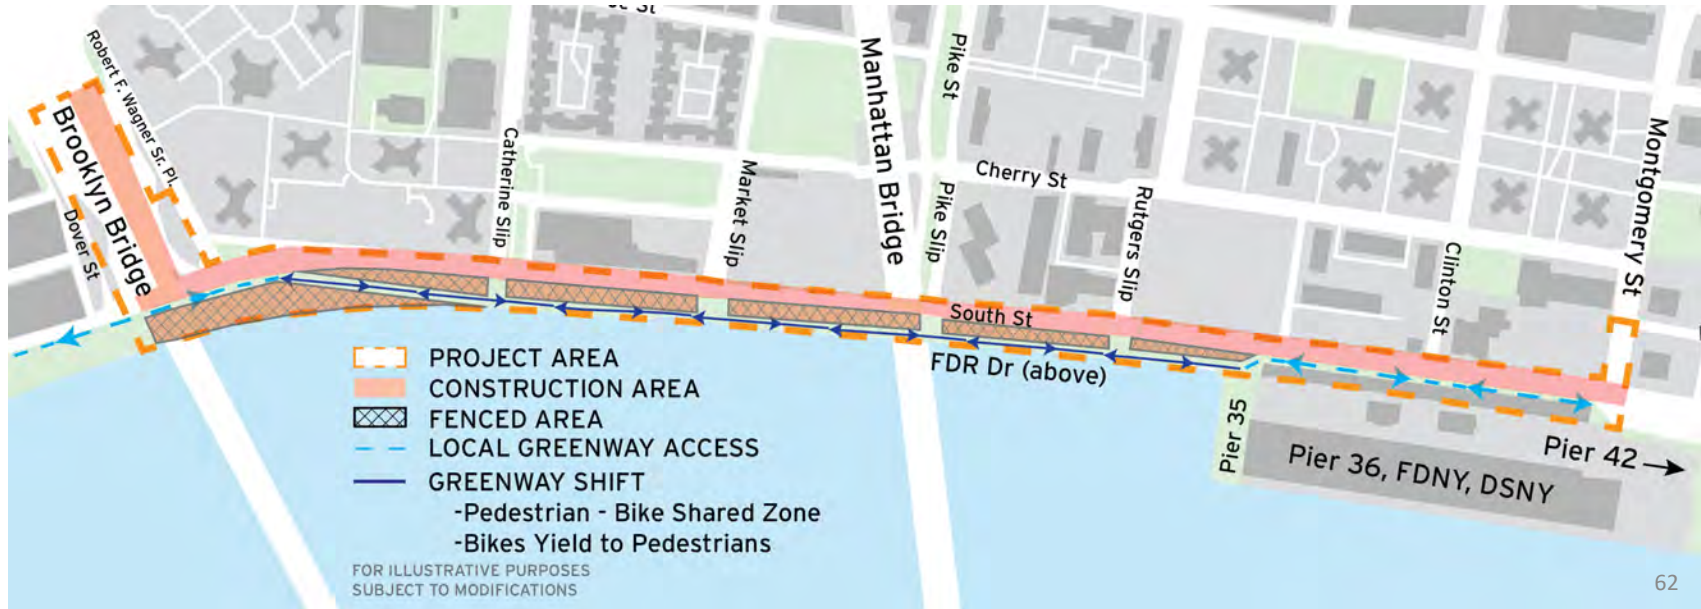 Robert F. Wagner Sr. Pl.
Brooklyn Bridge
Dover St
Catherine Slip
Market Slip
Manhattan Bridge
Pike St
Pike Slip
Cherry St
Rutgers Slip
Clinton St
Montgomery St
South St
FDR Dr (above)
Pier 35
Pier 36, FDNY, DSNY
Pier 42
PROJECT AREA
CONSTRUCTION AREA
FENCED AREA
LOCAL GREENWAY ACCESS
GREENWAY SHIFT
-Pedestrian - Bike Shared Zone
-Bikes Yield to Pedestrians
FOR ILLUSTRATIVE PURPOSES
SUBJECT TO MODIFICATIONS
62